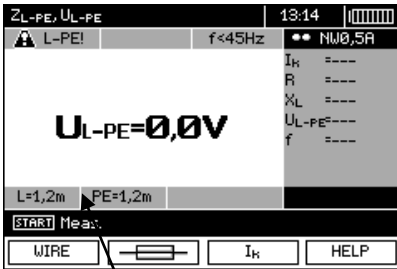 ZL-PE, UL-PE 13:14
L-PE! f<45Hz NW0,5A
IK =---
R =---
XL =---
UL-PE=---
f =---
UL-PE=0,0V
L=1,2m PE=1,2m
START Meas.
WIRE IK HELP